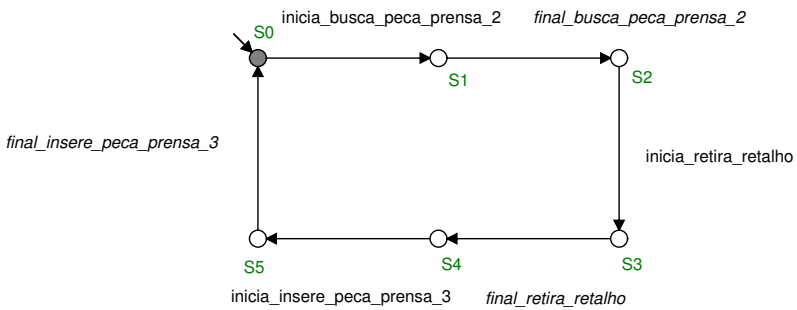 inicia_busca_peca_prensa_2
final_busca_peca_prensa_2
S0
S1
S2
final_insere_peca_prensa_3
inicia_retira_retalho
S5
S4
S3
inicia_insere_peca_prensa_3
final_retira_retalho